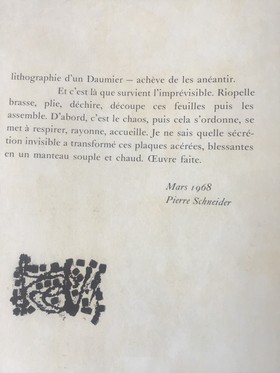 lithographie d'un Daumier – achève de les anéantir.
Et c'est là que survient l'imprévisible. Riopelle
brasse, plie, déchire, découpe ces feuilles puis les
assemble. D'abord, c'est le chaos, puis cela s'ordonne, se
met à respirer, rayonne, accueille. Je ne sais quelle sécré-
tion invisible a transformé ces plaques acérées, blessantes
en un manteau souple et chaud. Œuvre faite.
Mars 1968
Pierre Schneider